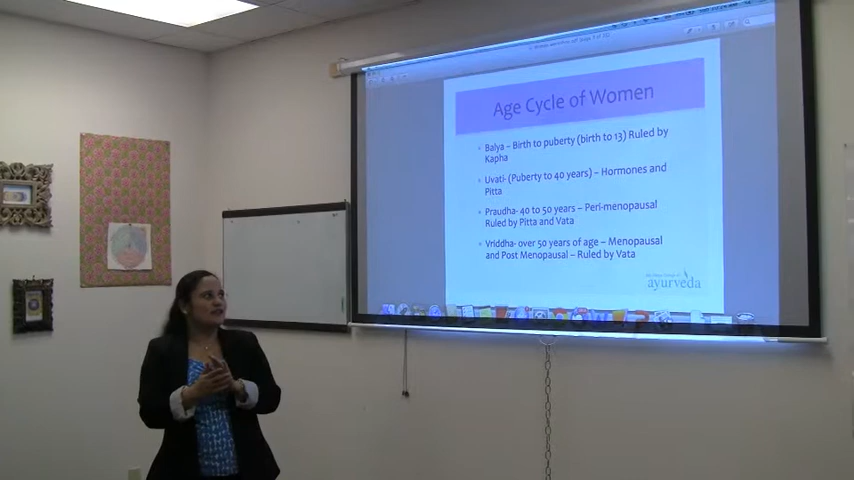 Age Cycle of Women
Balya – Birth to puberty (birth to 13) Ruled by
Kapha
Uvati- (Puberty to 40 years) – Hormones and
Pitta
Praudha- 40 to 50 years – Peri-menopausal
Ruled by Pitta and Vata
Vriddha- over 50 years of age – Menopausal
and Post Menopausal – Ruled by Vata
ayurveda